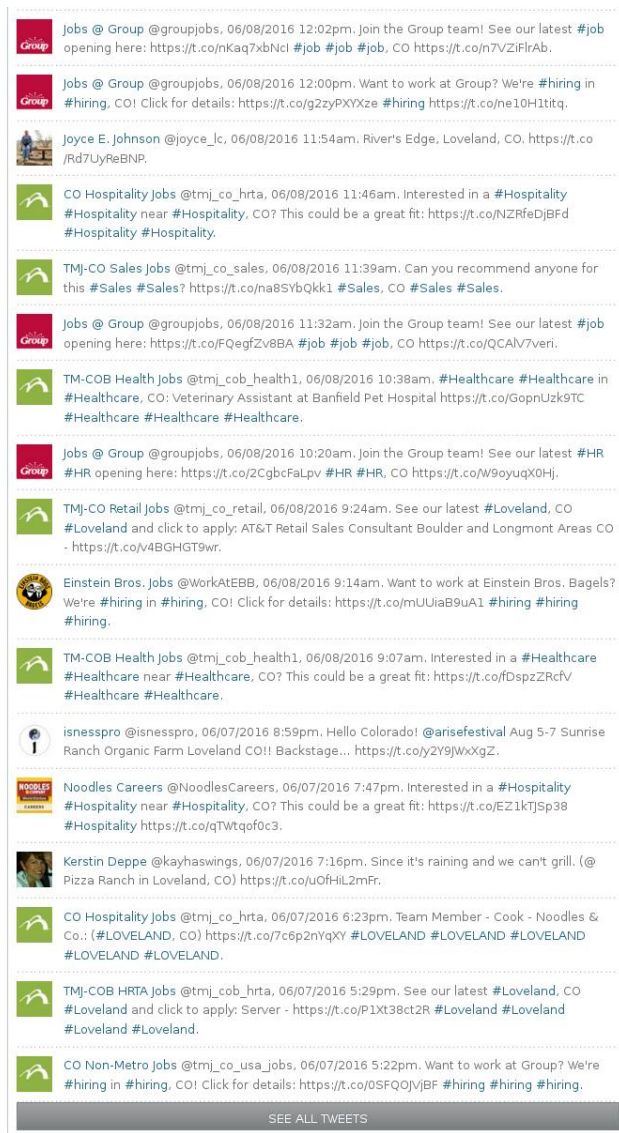 Jobs @ Group @groupjobs, 06/08/2016 12:02pm. Join the Group team! See our latest #job
opening here: https://t.co/nKaq7xbNcI #job #job #job, CO https://t.co/n7VZiFlrAb.
Group
Jobs @ Group @groupjobs, 06/08/2016 12:00pm. Want to work at Group? We're #hiring in
#hiring, CO! Click for details: https://t.co/g2zyPXYXze #hiring https://t.co/ne10H1titq.
Group
Joyce E. Johnson @joyce_lc, 06/08/2016 11:54am. River's Edge, Loveland, CO. https://t.co
/Rd7UyReBNP.
CO Hospitality Jobs @tmj_co_hrta, 06/08/2016 11:46am. Interested in a #Hospitality
#Hospitality near #Hospitality, CO? This could be a great fit: https://t.co/NZRfeDjBFd
#Hospitality #Hospitality.
TMJ-CO Sales Jobs @tmj_co_sales, 06/08/2016 11:39am. Can you recommend anyone for
this #Sales #Sales? https://t.co/na8SYbQkk1 #Sales, CO #Sales #Sales.
Jobs @ Group @groupjobs, 06/08/2016 11:32am. Join the Group team! See our latest #job
opening here: https://t.co/FQegfZv8BA #job #job #job, CO https://t.co/QCAlV7veri.
Group
TM-COB Health Jobs @tmj_cob_health1, 06/08/2016 10:38am. #Healthcare #Healthcare in
#Healthcare, CO: Veterinary Assistant at Banfield Pet Hospital https://t.co/GopnUzk9TC
#Healthcare #Healthcare #Healthcare.
Jobs @ Group @groupjobs, 06/08/2016 10:20am. Join the Group team! See our latest #HR
#HR opening here: https://t.co/2CgbcFaLpv #HR #HR, CO https://t.co/W9oyuqX0Hj.
Group
TMJ-CO Retail Jobs @tmj_co_retail, 06/08/2016 9:24am. See our latest #Loveland, CO
#Loveland and click to apply: AT&T Retail Sales Consultant Boulder and Longmont Areas CO
- https://t.co/v4BGHGT9wr.
Einstein Bros. Jobs @WorkAtEBB, 06/08/2016 9:14am. Want to work at Einstein Bros. Bagels?
We're #hiring in #hiring, CO! Click for details: https://t.co/mUUiaB9uA1 #hiring #hiring
#hiring.
TM-COB Health Jobs @tmj_cob_health1, 06/08/2016 9:07am. Interested in a #Healthcare
#Healthcare near #Healthcare, CO? This could be a great fit: https://t.co/fDspzZRcfV
#Healthcare #Healthcare.
isnesspro @isnesspro, 06/07/2016 8:59pm. Hello Colorado! @arisefestival Aug 5-7 Sunrise
Ranch Organic Farm Loveland CO!! Backstage... https://t.co/y2Y9JWxXgZ.
Noodles Careers @NoodlesCareers, 06/07/2016 7:47pm. Interested in a #Hospitality
#Hospitality near #Hospitality, CO? This could be a great fit: https://t.co/EZ1kTJSp38
#Hospitality https://t.co/qTWtqof0c3.
NOODLES
CAREERS
Kerstin Deppe @kayhaswings, 06/07/2016 7:16pm. Since it's raining and we can't grill. (@
Pizza Ranch in Loveland, CO) https://t.co/uOfHiL2mFr.
CO Hospitality Jobs @tmj_co_hrta, 06/07/2016 6:23pm. Team Member - Cook - Noodles &
Co.: (#LOVELAND, CO) https://t.co/7c6p2nYqXY #LOVELAND #LOVELAND #LOVELAND
#LOVELAND #LOVELAND.
TMJ-COB HRTA Jobs @tmj_cob_hrta, 06/07/2016 5:29pm. See our latest #Loveland, CO
#Loveland and click to apply: Server - https://t.co/P1Xt38ct2R #Loveland #Loveland
#Loveland #Loveland.
CO Non-Metro Jobs @tmj_co_usa_jobs, 06/07/2016 5:22pm. Want to work at Group? We're
#hiring in #hiring, CO! Click for details: https://t.co/0SFQOJVjBF #hiring #hiring #hiring.
SEE ALL TWEETS